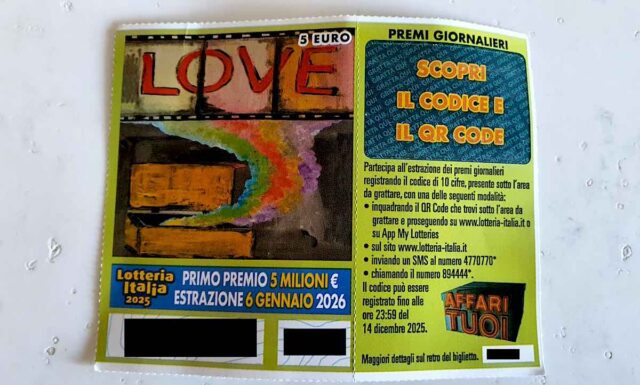 LOVE
5 EURO
Lotteria
Italia
2025
PRIMO PREMIO 5 MILIONI €
ESTRAZIONE 6 GENNAIO 2026
PREMI GIORNALIERI
GRATTA QUI
SCOPRI
IL CODICE E
IL QR CODE
Partecipa all'estrazione dei premi giornalieri
registrando il codice di 10 cifre, presente sotto l'area
da grattare, con una delle seguenti modalità:
• inquadrando il QR Code che trovi sotto l'area da
grattare e proseguendo su www.lotteria-italia.it o
su App My Lotteries
• sul sito www.lotteria-italia.it
• inviando un SMS al numero 4770770*
• chiamando il numero 894444*.
Il codice può essere
registrato fino alle
ore 23:59 del
14 dicembre 2025.
AFFARI
TUOI
Maggiori dettagli sul retro del biglietto.